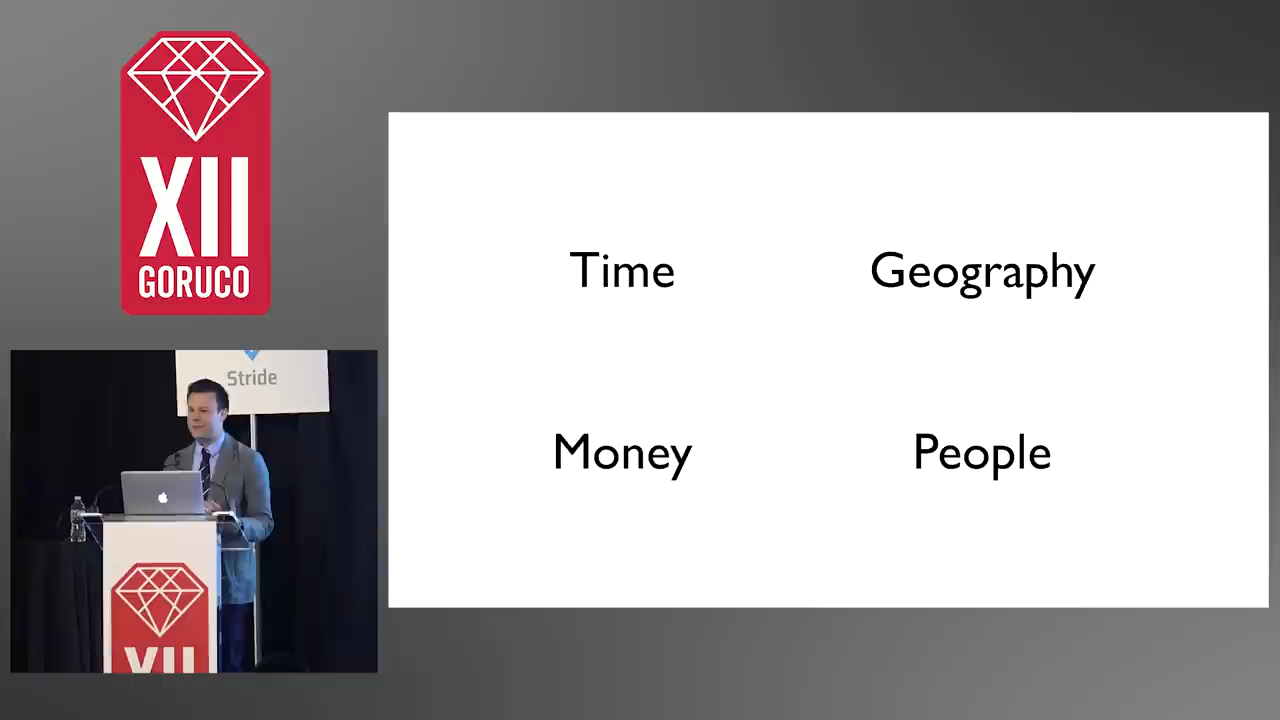 XII
GORUCO
Time
Geography
Money
People
Stride
XII